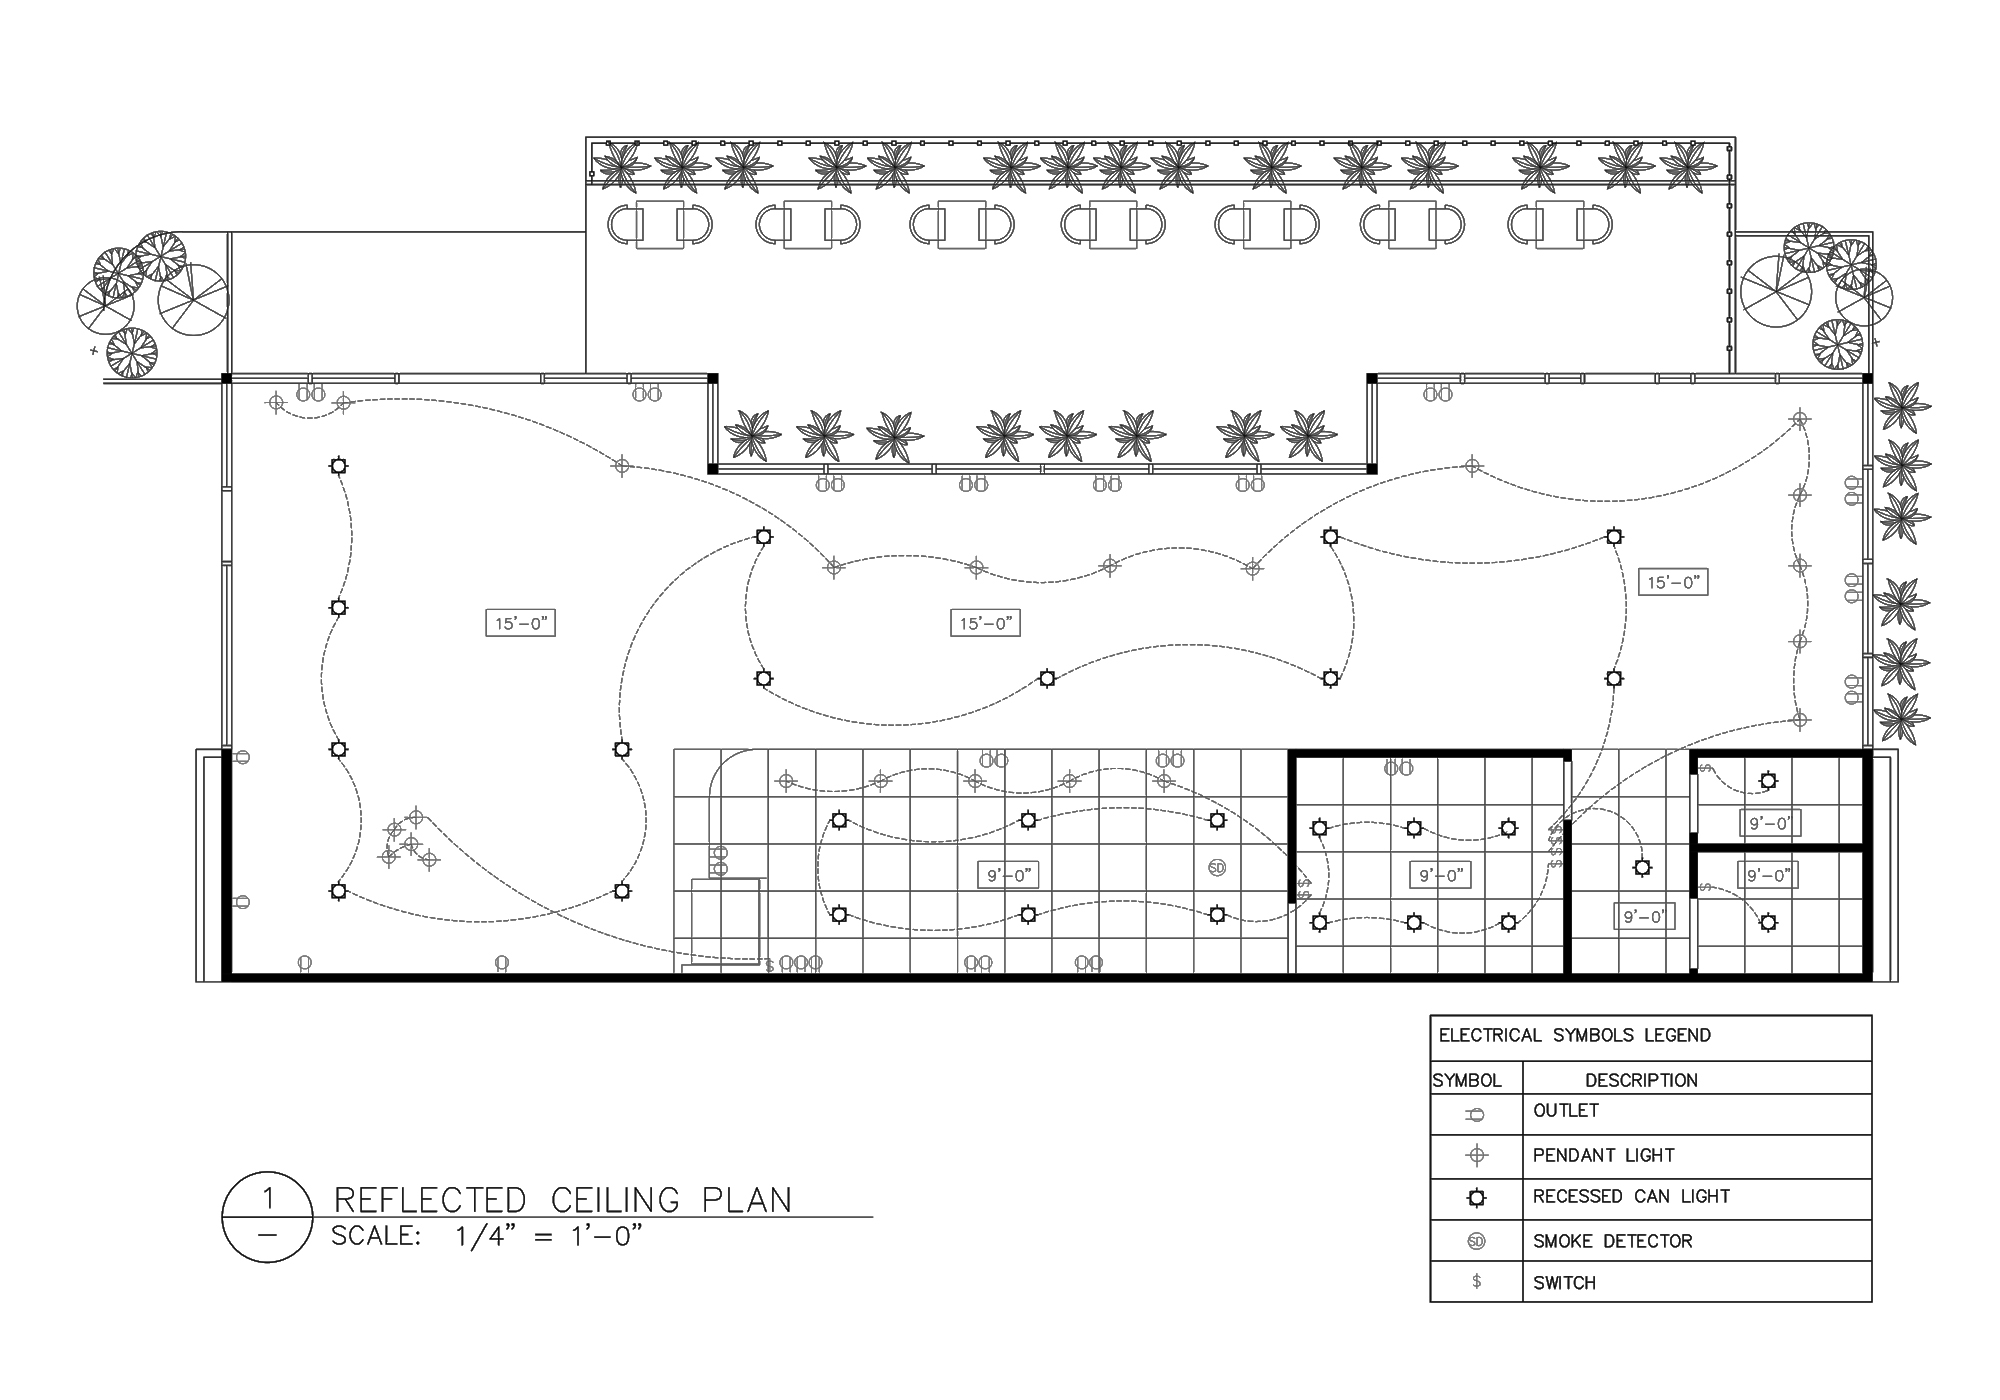 15'-0"
15'-0"
15'-0"
9'-0"
SD
9'-0"
9'-0"
9'-0"
9'-0"
$
$
$
$
$
$
$
$
$
ELECTRICAL SYMBOLS LEGEND
SYMBOL DESCRIPTION
OUTLET
PENDANT LIGHT
RECESSED CAN LIGHT
SD SMOKE DETECTOR
$ SWITCH
1
–
REFLECTED CEILING PLAN
SCALE: 1/4" = 1'-0"